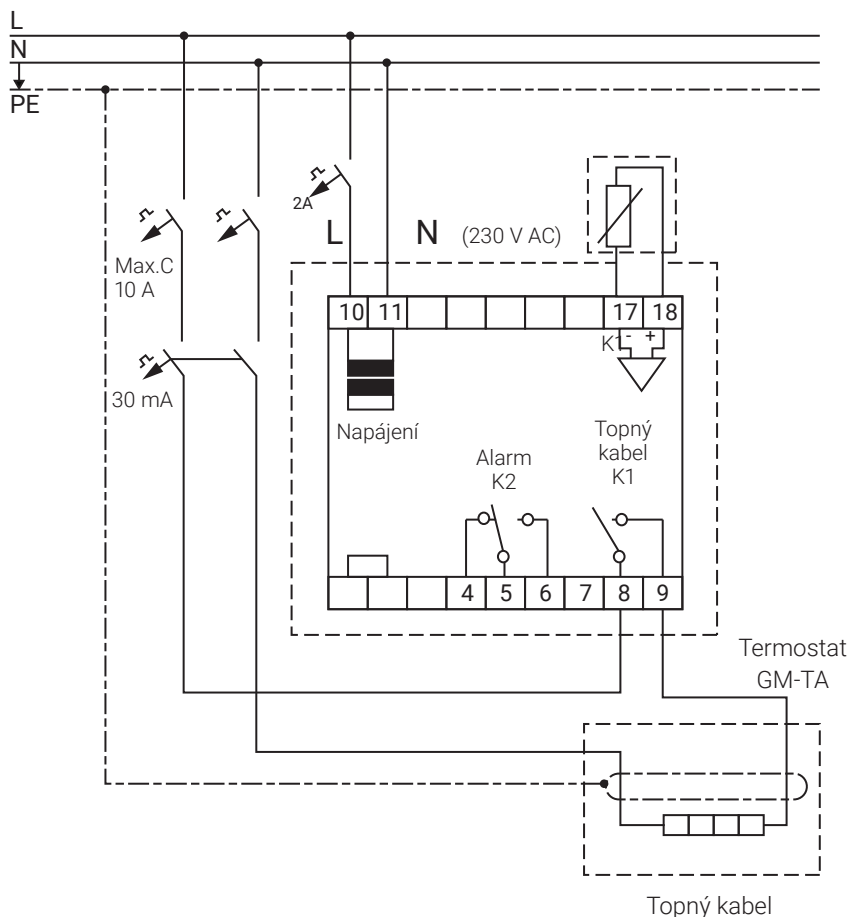 L
N
PE
2A
L N (230 V AC)
Max.C
10 A
10 11 17 18
K1 - +
30 mA
Napájení
Alarm
K2
Topný
kabel
K1
4 5 6 7 8 9
Termostat
GM-TA
Topný kabel